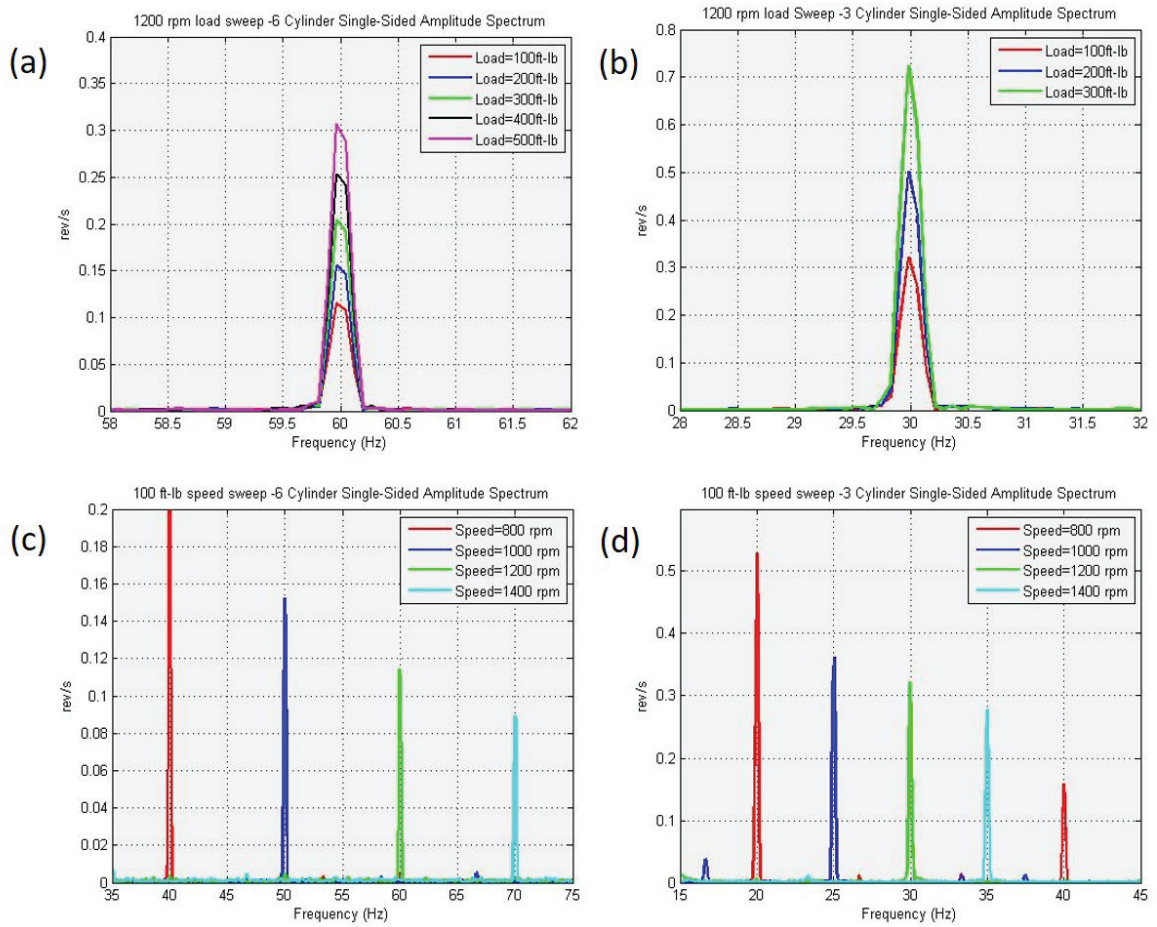 (a)
1200 rpm load sweep -6 Cylinder Single-Sided Amplitude Spectrum
0.4
0.35
0.3
0.25
0.2
0.15
0.1
0.05
0
rev/s
Load=100ft-lb
Load=200ft-lb
Load=300ft-lb
Load=400ft-lb
Load=500ft-lb
58 58.5 59 59.5 60 60.5 61 61.5 62
Frequency (Hz)
(b)
1200 rpm load Sweep -3 Cylinder Single-Sided Amplitude Spectrum
0.8
0.7
0.6
0.5
0.4
0.3
0.2
0.1
0
rev/s
Load=100ft-lb
Load=200ft-lb
Load=300ft-lb
28 28.5 29 29.5 30 30.5 31 31.5 32
Frequency (Hz)
(c)
100 ft-lb speed sweep -6 Cylinder Single-Sided Amplitude Spectrum
0.2
0.18
0.16
0.14
0.12
0.1
0.08
0.06
0.04
0.02
0
rev/s
Speed=800 rpm
Speed=1000 rpm
Speed=1200 rpm
Speed=1400 rpm
35 40 45 50 55 60 65 70 75
Frequency (Hz)
(d)
100 ft-lb speed sweep -3 Cylinder Single-Sided Amplitude Spectrum
0.5
0.4
0.3
0.2
0.1
0
rev/s
Speed=800 rpm
Speed=1000 rpm
Speed=1200 rpm
Speed=1400 rpm
15 20 25 30 35 40 45
Frequency (Hz)